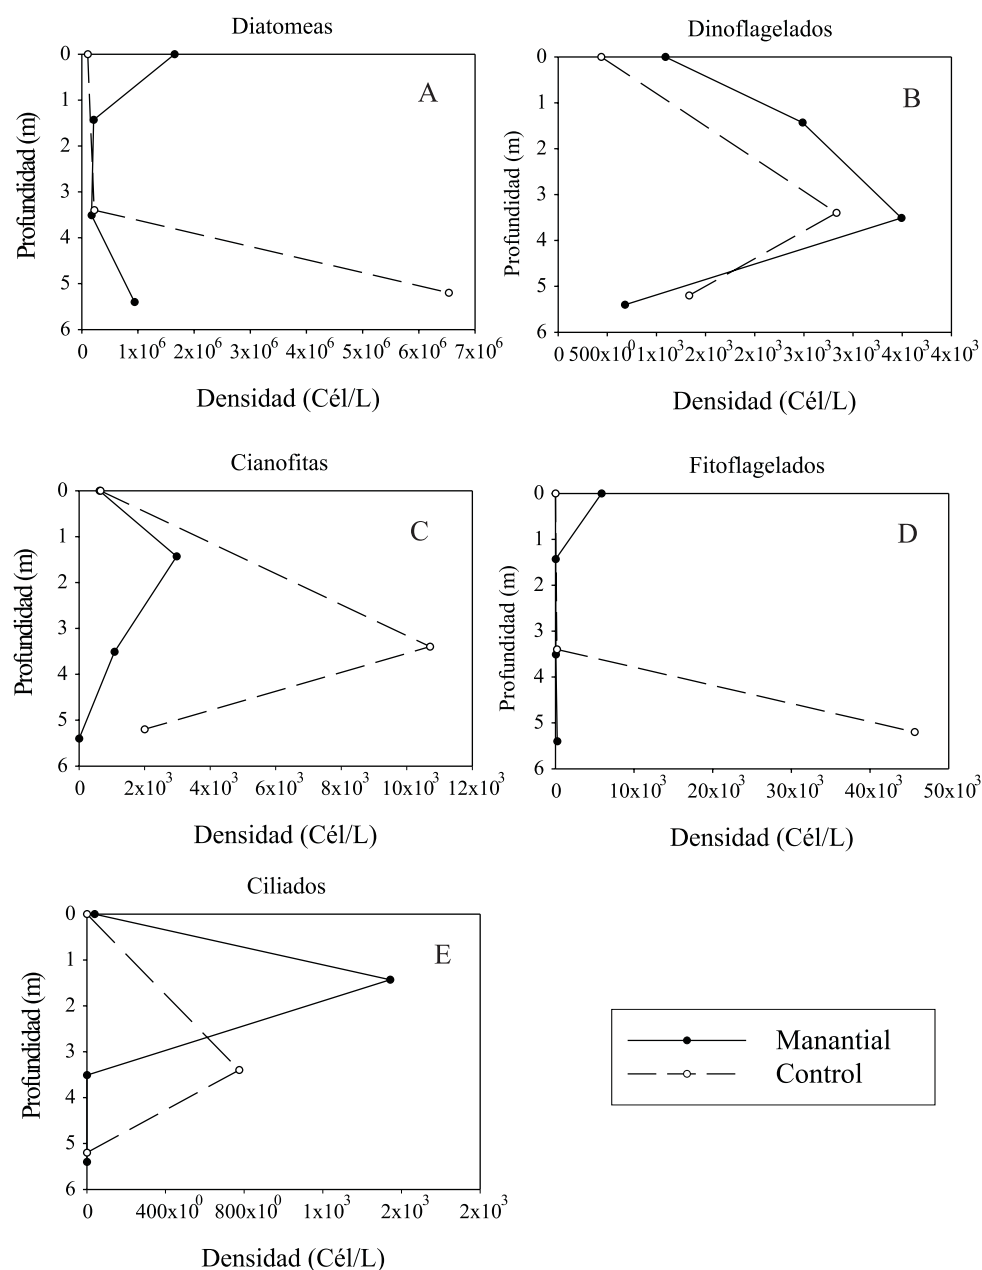 Diatomeas
A
Profundidad (m)
0
1
2
3
4
5
6
0 1x10⁶ 2x10⁶ 3x10⁶ 4x10⁶ 5x10⁶ 6x10⁶ 7x10⁶
Densidad (Cél/L)
Dinoflagelados
B
Profundidad (m)
0
1
2
3
4
5
6
0 500x10⁰ 1x10³ 2x10³ 2x10³ 3x10³ 3x10³ 4x10³ 4x10³
Densidad (Cél/L)
Cianofitas
C
Profundidad (m)
0
1
2
3
4
5
6
0 2x10³ 4x10³ 6x10³ 8x10³ 10x10³ 12x10³
Densidad (Cél/L)
Fitoflagelados
D
Profundidad (m)
0
1
2
3
4
5
6
0 10x10³ 20x10³ 30x10³ 40x10³ 50x10³
Densidad (Cél/L)
Ciliados
E
Profundidad (m)
0
1
2
3
4
5
6
0 400x10⁰ 800x10⁰ 1x10³ 2x10³ 2x10³
Densidad (Cél/L)
Manantial
Control